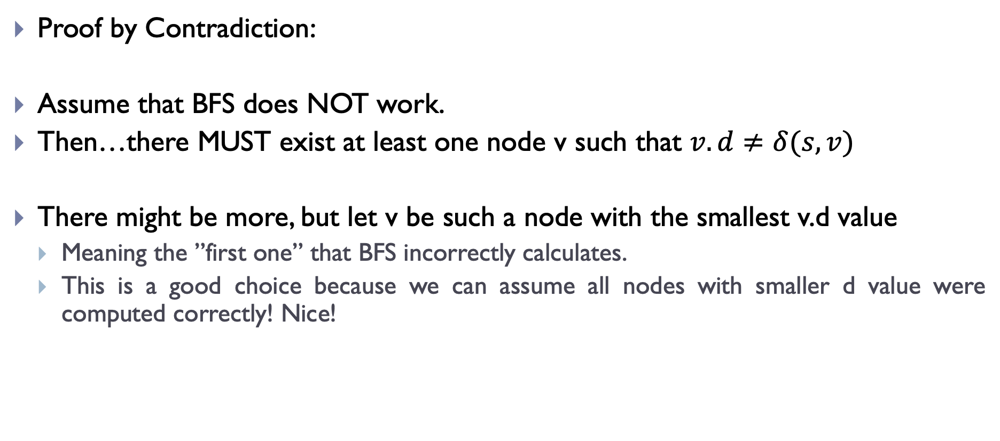 Proof by Contradiction:
Assume that BFS does NOT work.
Then…there MUST exist at least one node v such that 𝑣.𝑑 ≠ 𝛿(𝑠,𝑣)
There might be more, but let v be such a node with the smallest v.d value
Meaning the ”first one” that BFS incorrectly calculates.
This is a good choice because we can assume all nodes with smaller d value were
computed correctly! Nice!